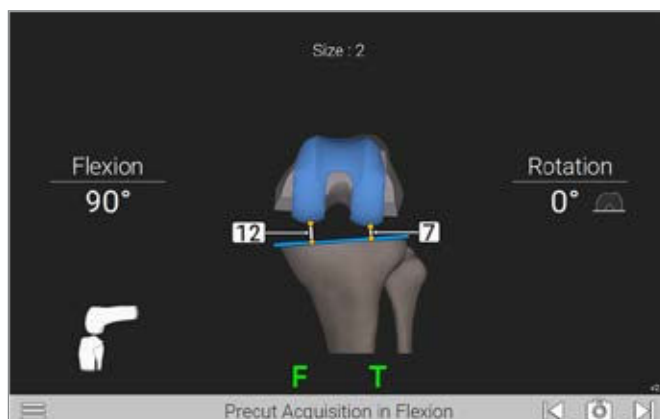 Size : 2
Flexion
90°
Rotation
0°
12
7
F T
Precut Acquisition in Flexion